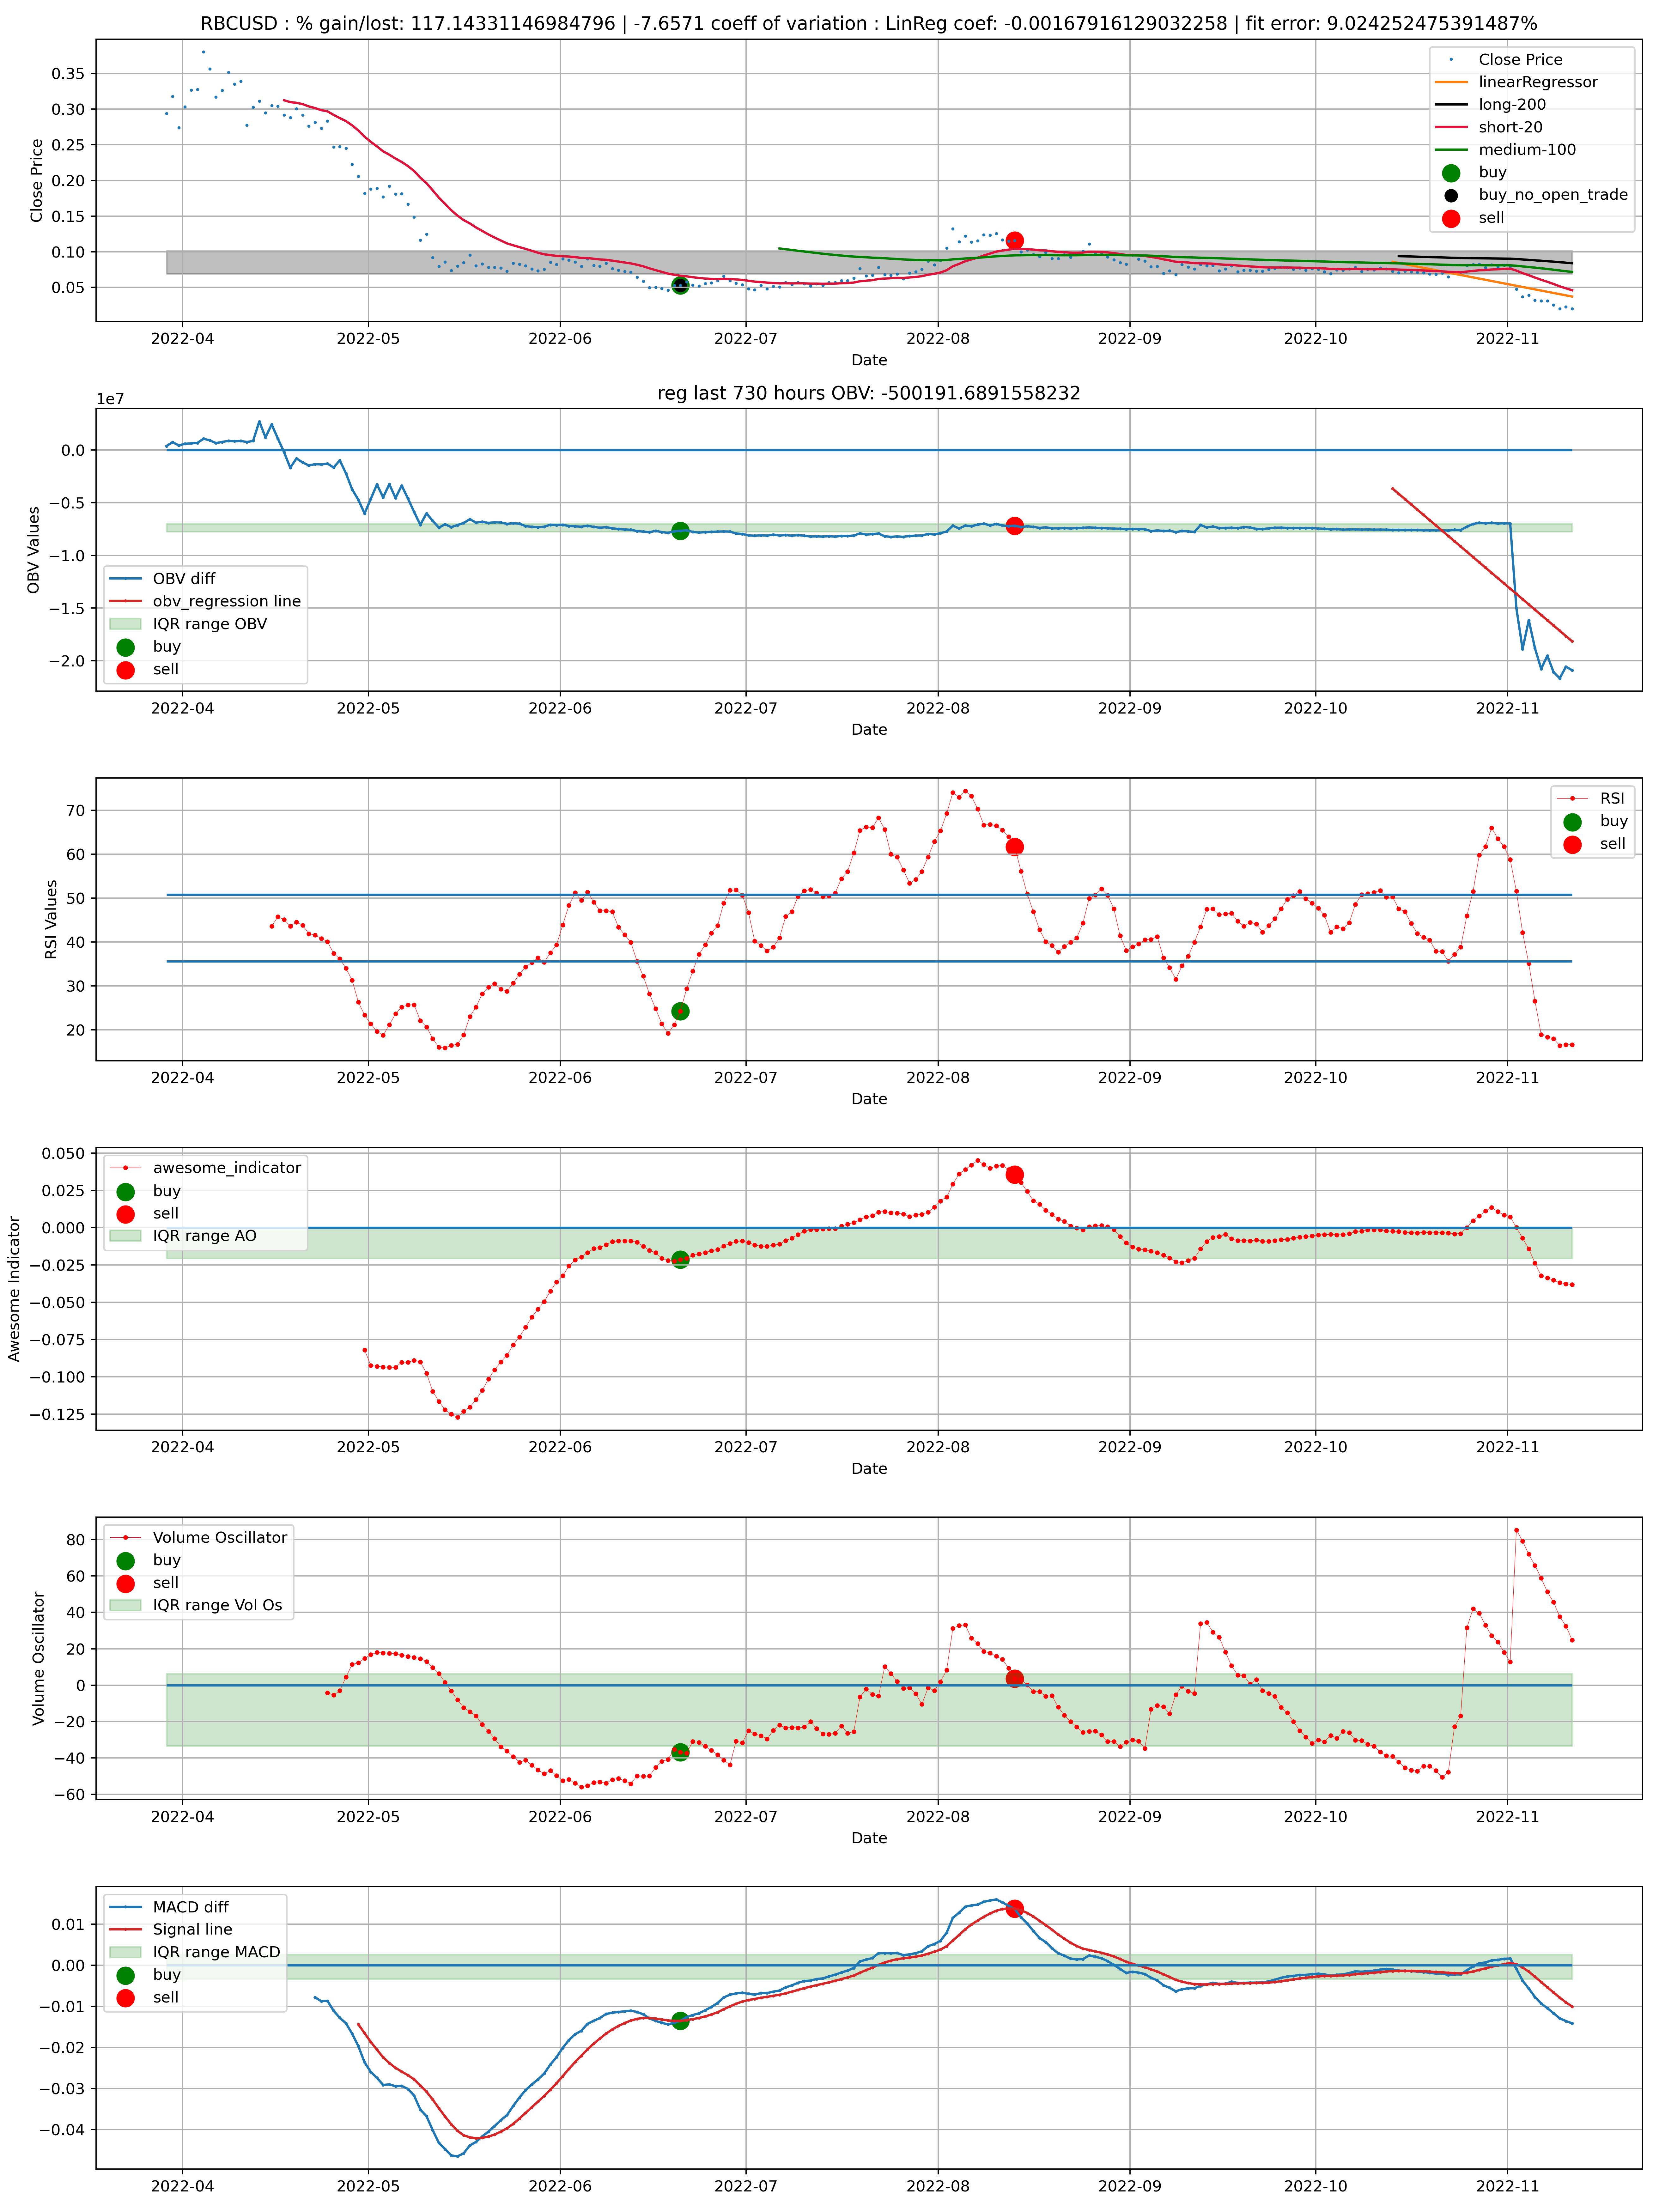 RBCUSD : % gain/lost: 117.14331146984796 | -7.6571 coeff of variation : LinReg coef: -0.00167916129032258 | fit error: 9.024252475391487%
Close Price
0.35
0.30
0.25
0.20
0.15
0.10
0.05
Close Price
linearRegressor
long-200
short-20
medium-100
buy
buy_no_open_trade
sell
2022-04 2022-05 2022-06 2022-07 2022-08 2022-09 2022-10 2022-11
Date
reg last 730 hours OBV: -500191.6891558232
1e7
OBV Values
0.0
−0.5
−1.0
−1.5
−2.0
OBV diff
obv_regression line
IQR range OBV
buy
sell
2022-04 2022-05 2022-06 2022-07 2022-08 2022-09 2022-10 2022-11
Date
RSI Values
70
60
50
40
30
20
RSI
buy
sell
2022-04 2022-05 2022-06 2022-07 2022-08 2022-09 2022-10 2022-11
Date
Awesome Indicator
0.050
0.025
0.000
−0.025
−0.050
−0.075
−0.100
−0.125
awesome_indicator
buy
sell
IQR range AO
2022-04 2022-05 2022-06 2022-07 2022-08 2022-09 2022-10 2022-11
Date
Volume Oscillator
80
60
40
20
0
−20
−40
−60
Volume Oscillator
buy
sell
IQR range Vol Os
2022-04 2022-05 2022-06 2022-07 2022-08 2022-09 2022-10 2022-11
Date
0.01
0.00
−0.01
−0.02
−0.03
−0.04
MACD diff
Signal line
IQR range MACD
buy
sell
2022-04 2022-05 2022-06 2022-07 2022-08 2022-09 2022-10 2022-11